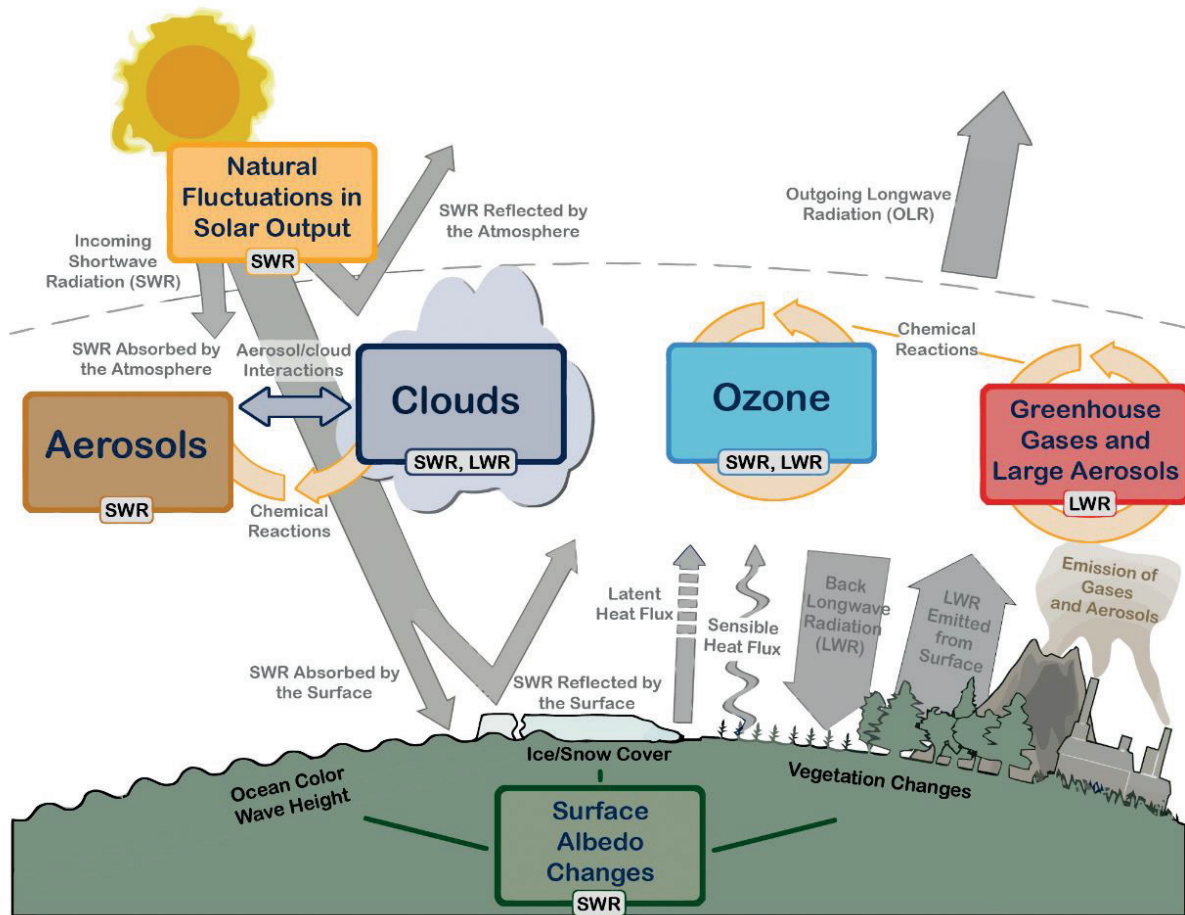 Natural
Fluctuations in
Solar Output
SWR
SWR Reflected by
the Atmosphere
Outgoing Longwave
Radiation (OLR)
Incoming
Shortwave
Radiation (SWR)
SWR Absorbed by
the Atmosphere
Aerosol/cloud
Interactions
Chemical
Reactions
Aerosols
SWR
Clouds
SWR, LWR
Ozone
SWR, LWR
Greenhouse
Gases and
Large Aerosols
LWR
Chemical
Reactions
Latent
Heat Flux
Sensible
Heat Flux
Back
Longwave
Radiation
(LWR)
LWR
Emitted
from
Surface
Emission of
Gases
and Aerosols
SWR Absorbed by
the Surface
SWR Reflected by
the Surface
Ice/Snow Cover
Ocean Color
Wave Height
Vegetation Changes
Surface
Albedo
Changes
SWR